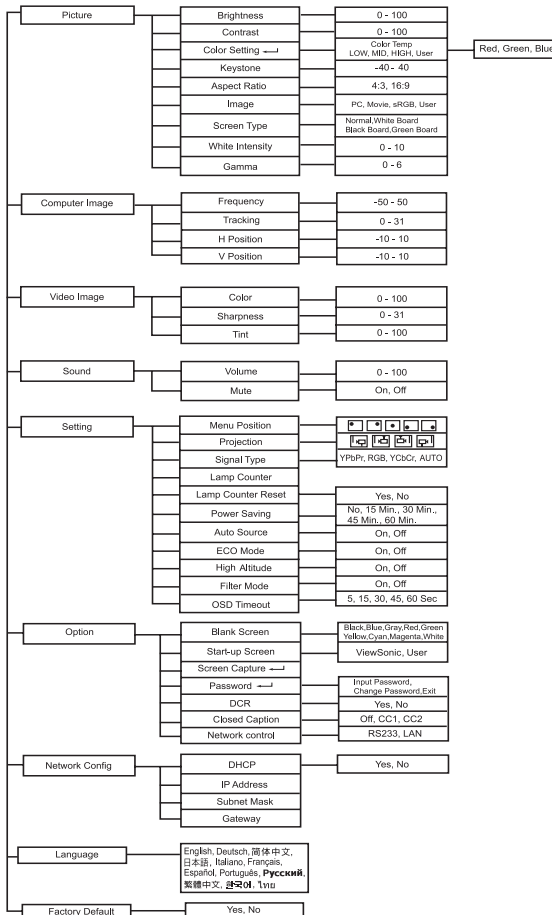 Picture
Brightness
0 - 100
Contrast
0 - 100
Color Setting ↵
Color Temp
LOW, MID, HIGH, User
Red, Green, Blue
Keystone
-40 - 40
Aspect Ratio
4:3, 16:9
Image
PC, Movie, sRGB, User
Screen Type
Normal,White Board
Black Board,Green Board
White Intensity
0 - 10
Gamma
0 - 6
Computer Image
Frequency
-50 - 50
Tracking
0 - 31
H Position
-10 - 10
V Position
-10 - 10
Video Image
Color
0 - 100
Sharpness
0 - 31
Tint
0 - 100
Sound
Volume
0 - 100
Mute
On, Off
Setting
Menu Position
Projection
Signal Type
YPbPr, RGB, YCbCr, AUTO
Lamp Counter
Lamp Counter Reset
Yes, No
Power Saving
No, 15 Min., 30 Min.,
45 Min., 60 Min.
Auto Source
On, Off
ECO Mode
On, Off
High Altitude
On, Off
Filter Mode
On, Off
OSD Timeout
5, 15, 30, 45, 60 Sec
Option
Blank Screen
Black,Blue,Gray,Red,Green
Yellow,Cyan,Magenta,White
Start-up Screen
ViewSonic, User
Screen Capture ↵
Password ↵
Input Password,
Change Password,Exit
DCR
Yes, No
Closed Caption
Off, CC1, CC2
Network control
RS233, LAN
Network Config
DHCP
Yes, No
IP Address
Subnet Mask
Gateway
Language
English, Deutsch, 简体中文,
日本語, Italiano, Français,
Español, Português, Русский,
繁體中文, 한국어, ไทย
Factory Default
Yes, No